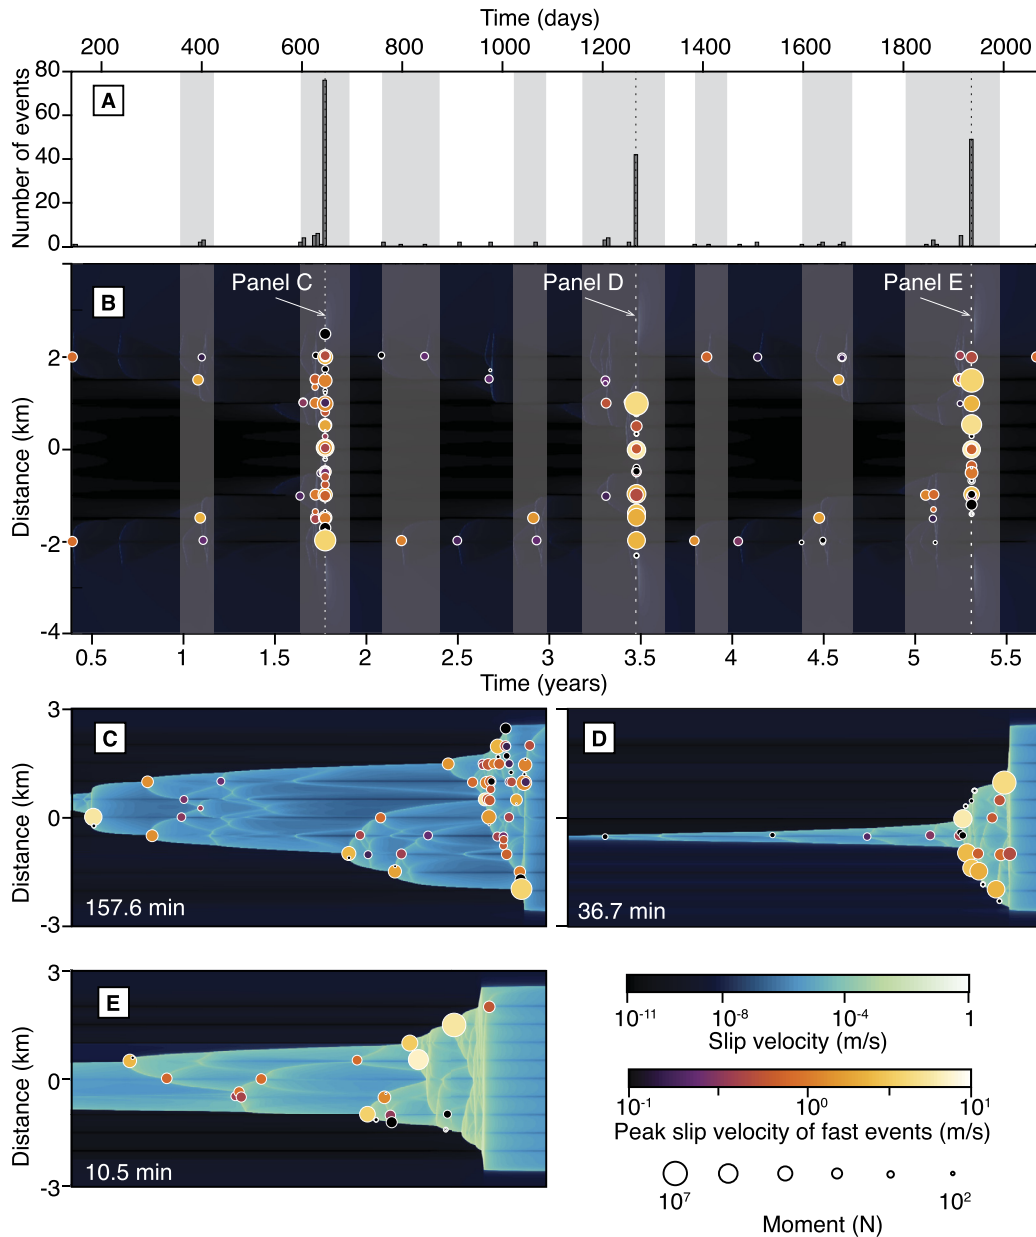 Time (days)
200 400 600 800 1000 1200 1400 1600 1800 2000
Number of events
80
60
40
20
0
A
B
Panel C
Panel D
Panel E
Distance (km)
2
0
-2
-4
0.5 1 1.5 2 2.5 3 3.5 4 4.5 5 5.5
Time (years)
C
Distance (km)
3
0
-3
157.6 min
D
36.7 min
E
Distance (km)
3
0
-3
10.5 min
10⁻¹¹ 10⁻⁸ 10⁻⁴ 1
Slip velocity (m/s)
10⁻¹ 10⁰ 10¹
Peak slip velocity of fast events (m/s)
10⁷ 10²
Moment (N)